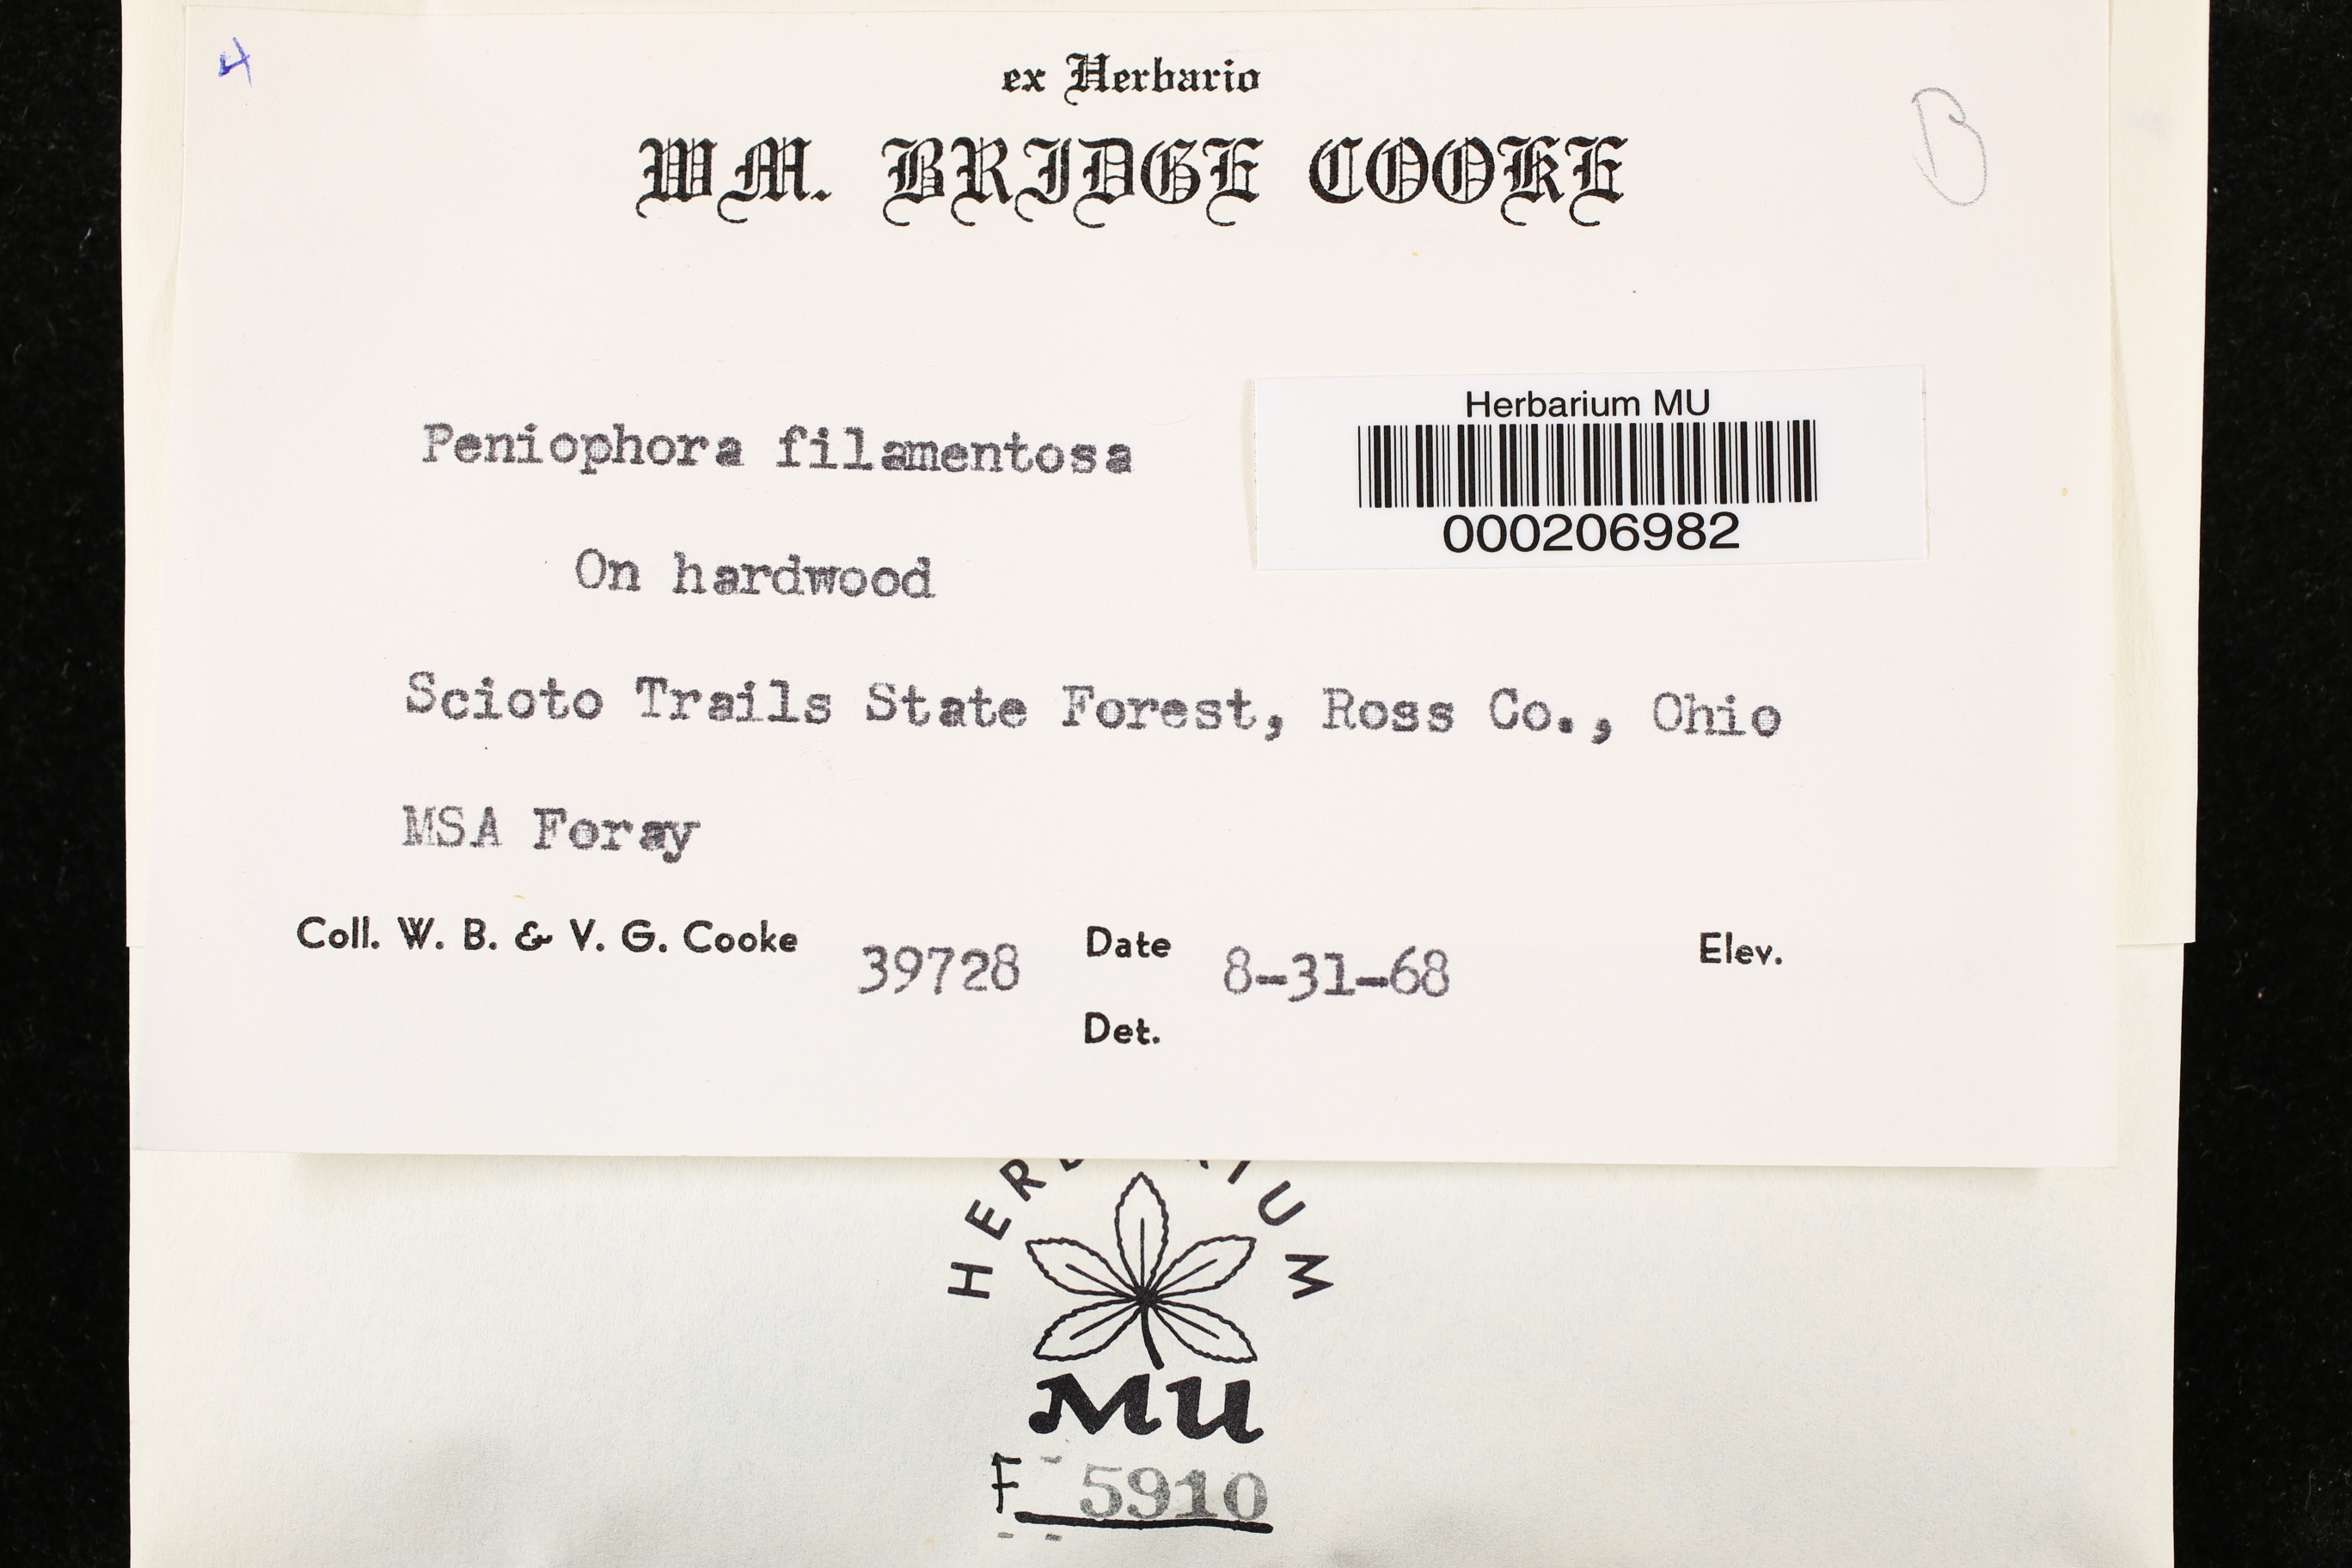 4
ex Herbario
B
WM. BRIDGE COOKE
Herbarium MU
000206982
Peniophora filamentosa
On hardwood
Scioto Trails State Forest, Ross Co., Ohio
MSA Foray
Coll. W. B. & V. G. Cooke 39728 Date 8-31-68 Elev.
Det.
MU
F 5910